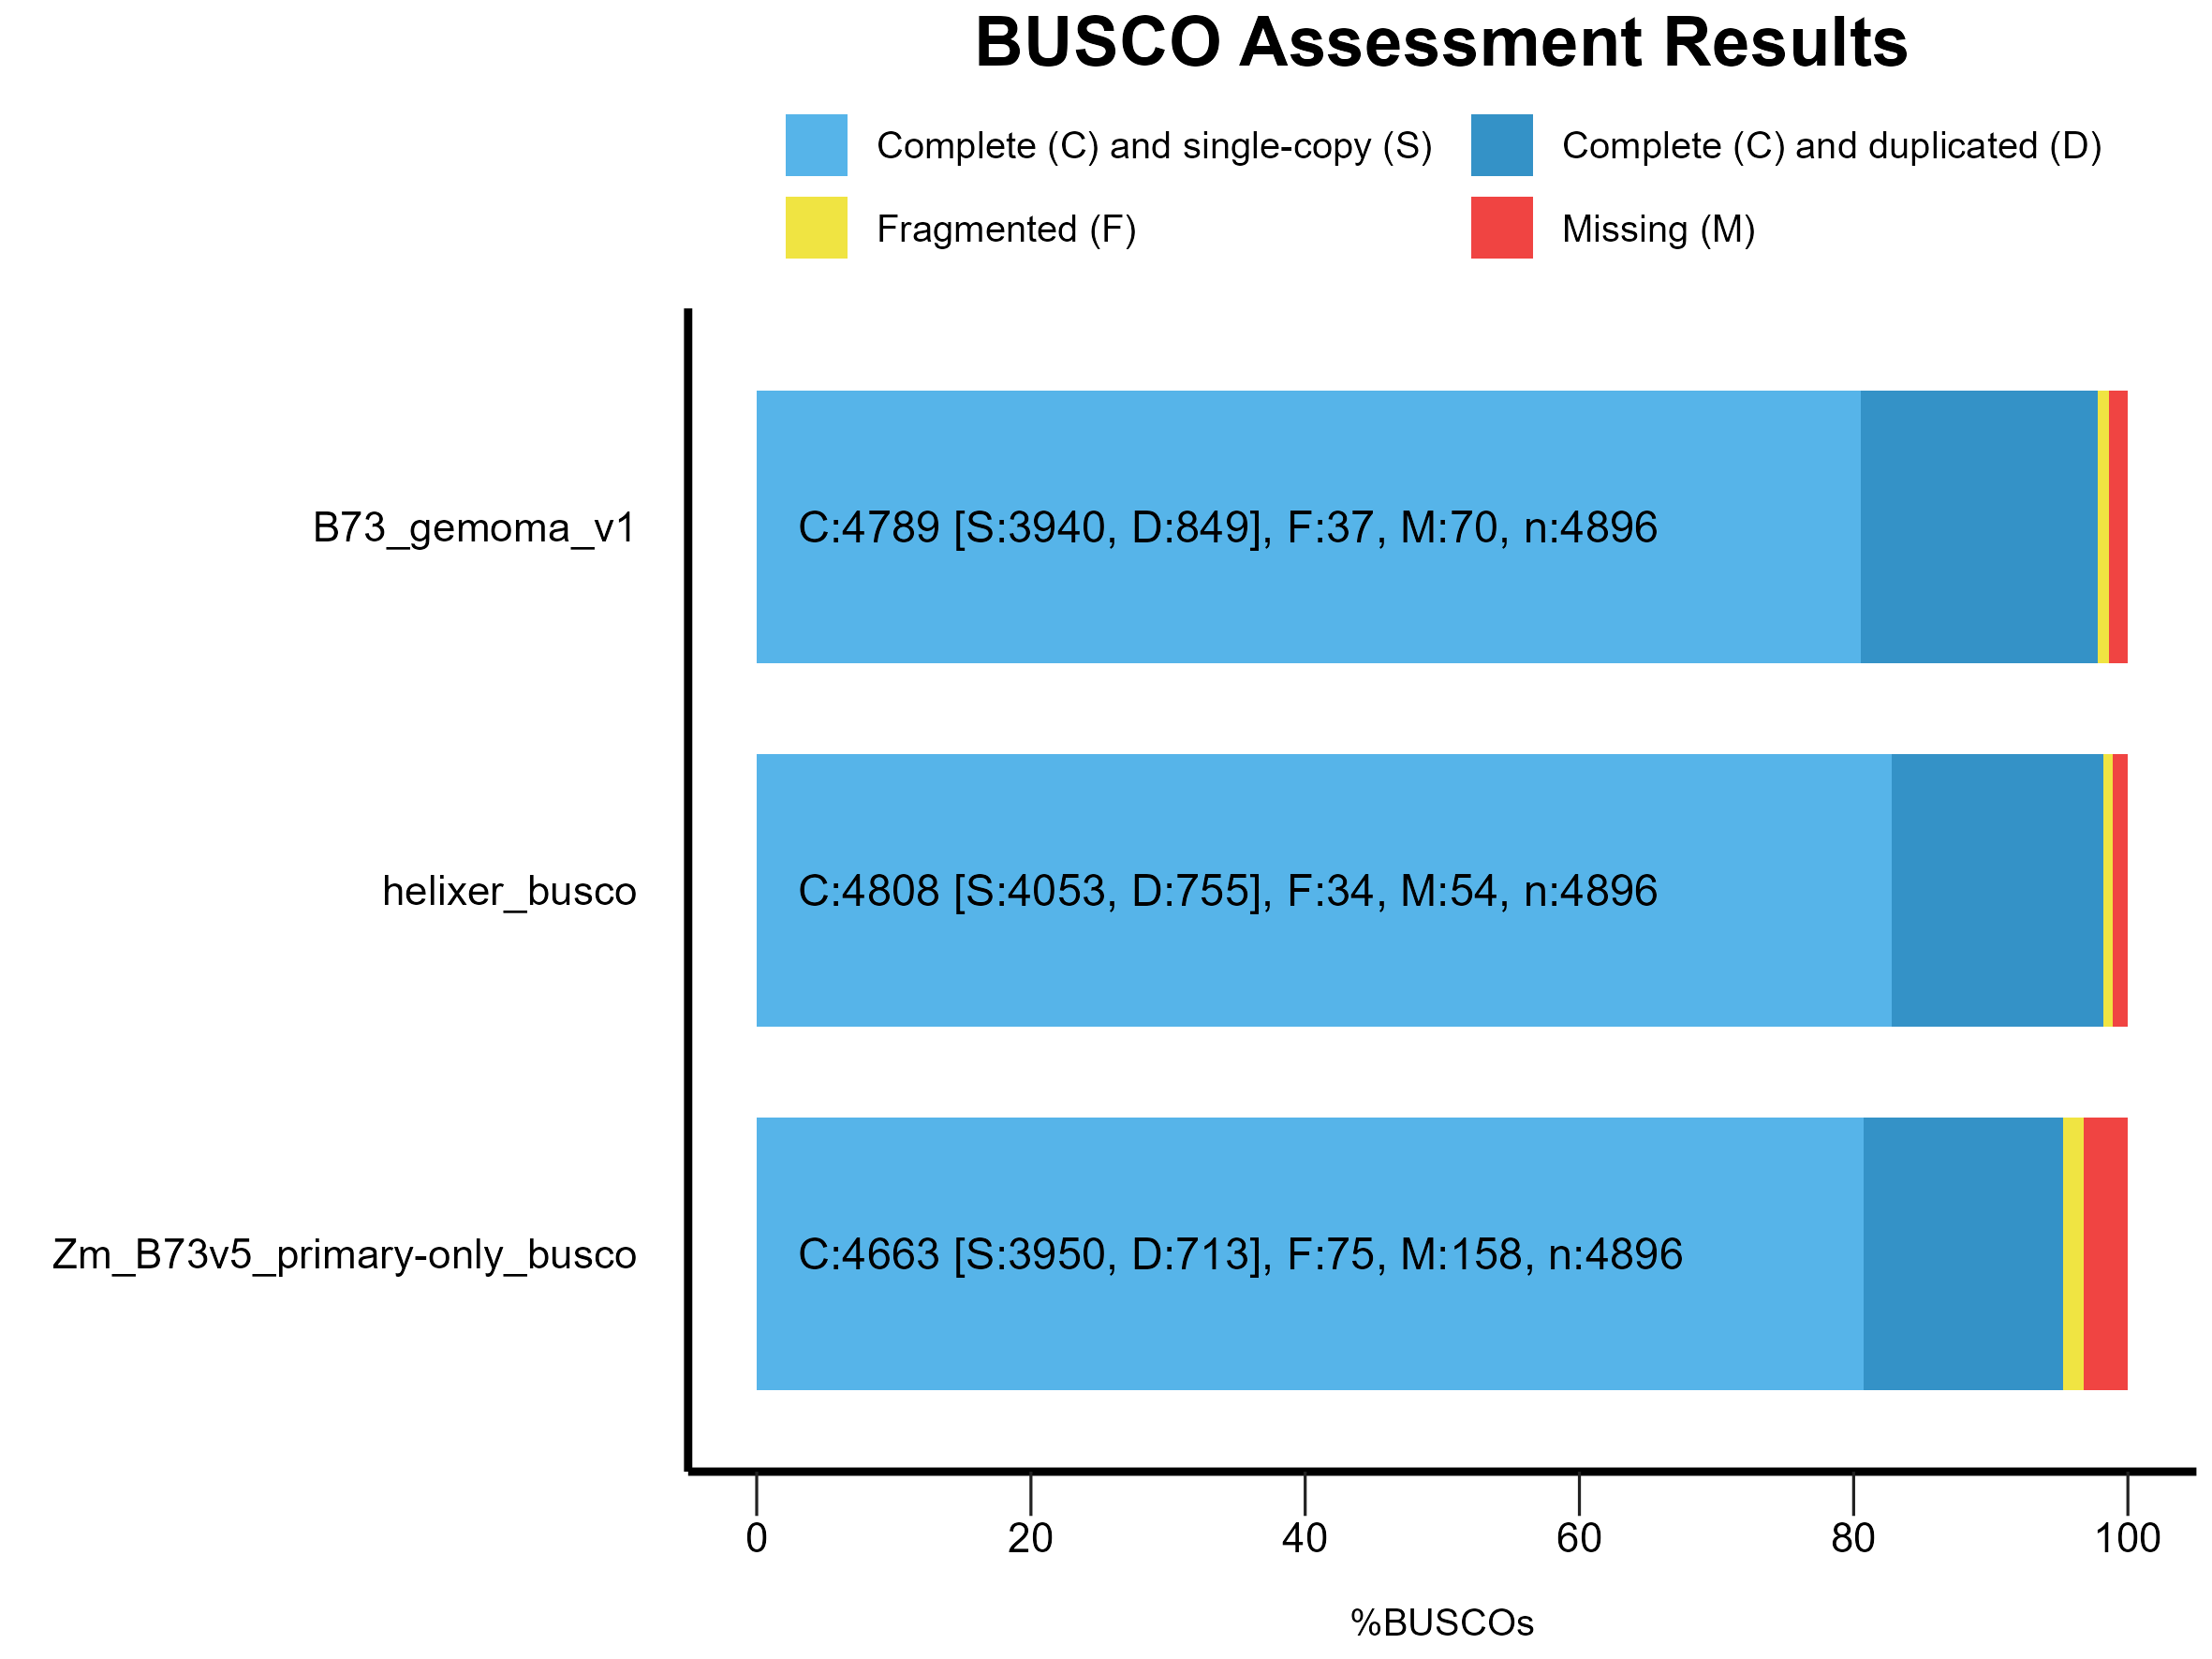 BUSCO Assessment Results
Complete (C) and single-copy (S)
Complete (C) and duplicated (D)
Fragmented (F)
Missing (M)
B73_gemoma_v1
C:4789 [S:3940, D:849], F:37, M:70, n:4896
helixer_busco
C:4808 [S:4053, D:755], F:34, M:54, n:4896
Zm_B73v5_primary-only_busco
C:4663 [S:3950, D:713], F:75, M:158, n:4896
0 20 40 60 80 100
%BUSCOs